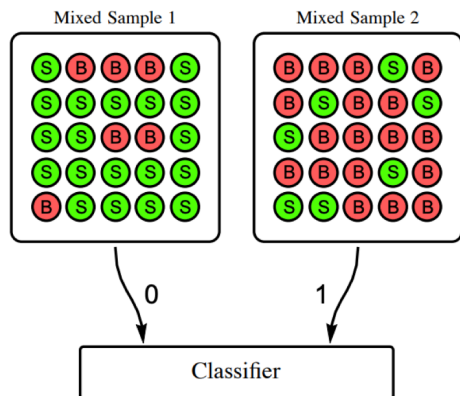 Mixed Sample 1 Mixed Sample 2
S B B B S B B B S B
S S S S S B S B B S
S S B B S S B B B B
S S S S S B B B S B
B S S S S S S B B B
0 1
Classifier